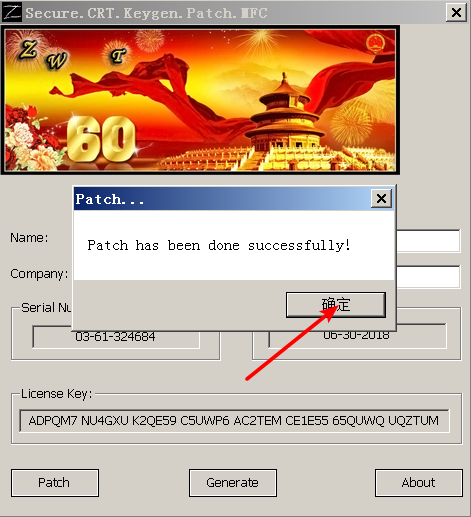 Secure.CRT.Keygen.Patch.MFC
Z W T
60
Patch...
Patch has been done successfully!
确定
Name:
Company:
Serial Nu
03-61-324684
06-30-2018
License Key:
ADPQM7 NU4GXU K2QE59 C5UWP6 AC2TEM CE1E55 65QUWQ UQZTUM
Patch
Generate
About